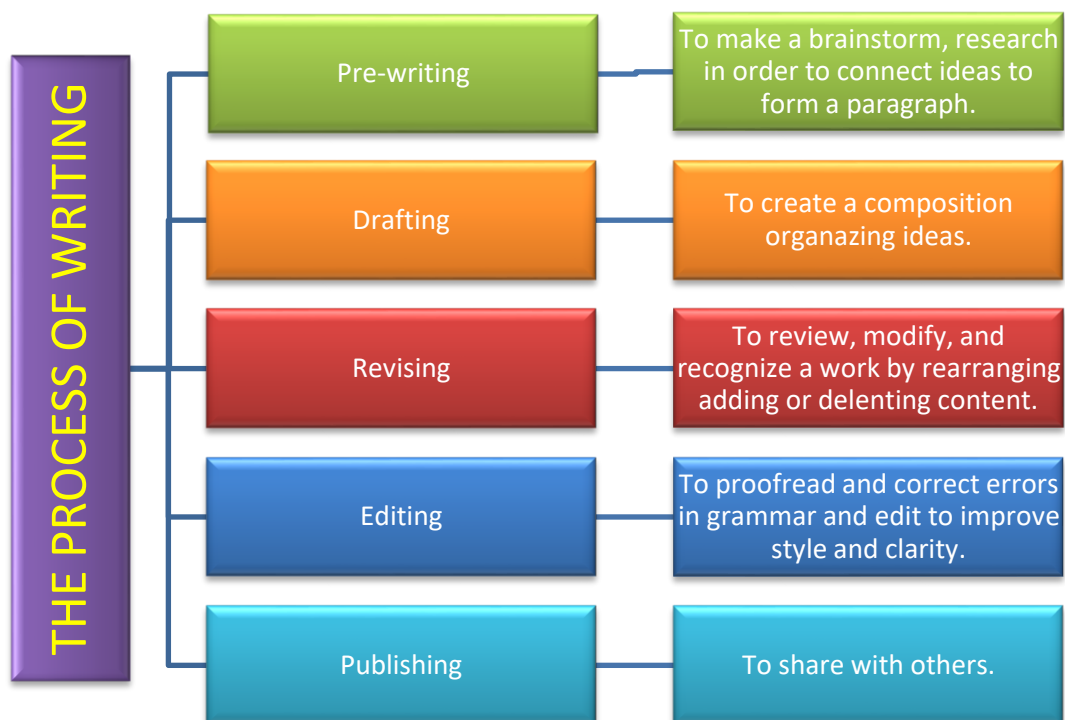 THE PROCESS OF WRITING
Pre-writing
To make a brainstorm, research
in order to connect ideas to
form a paragraph.
Drafting
To create a composition
organazing ideas.
Revising
To review, modify, and
recognize a work by rearranging
adding or delenting content.
Editing
To proofread and correct errors
in grammar and edit to improve
style and clarity.
Publishing
To share with others.